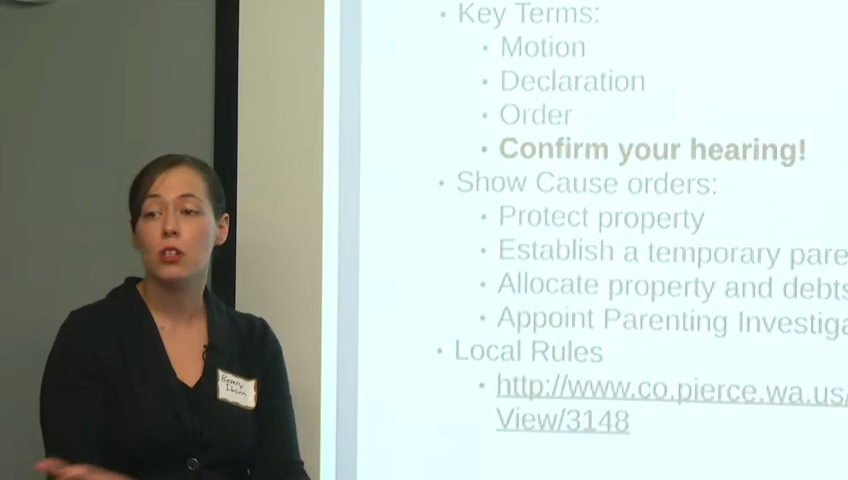 • Key Terms:
• Motion
• Declaration
• Order
• Confirm your hearing!
• Show Cause orders:
• Protect property
• Establish a temporary pare
• Allocate property and debts
• Appoint Parenting Investiga
• Local Rules
• http://www.co.pierce.wa.us/
View/3148
Beverly